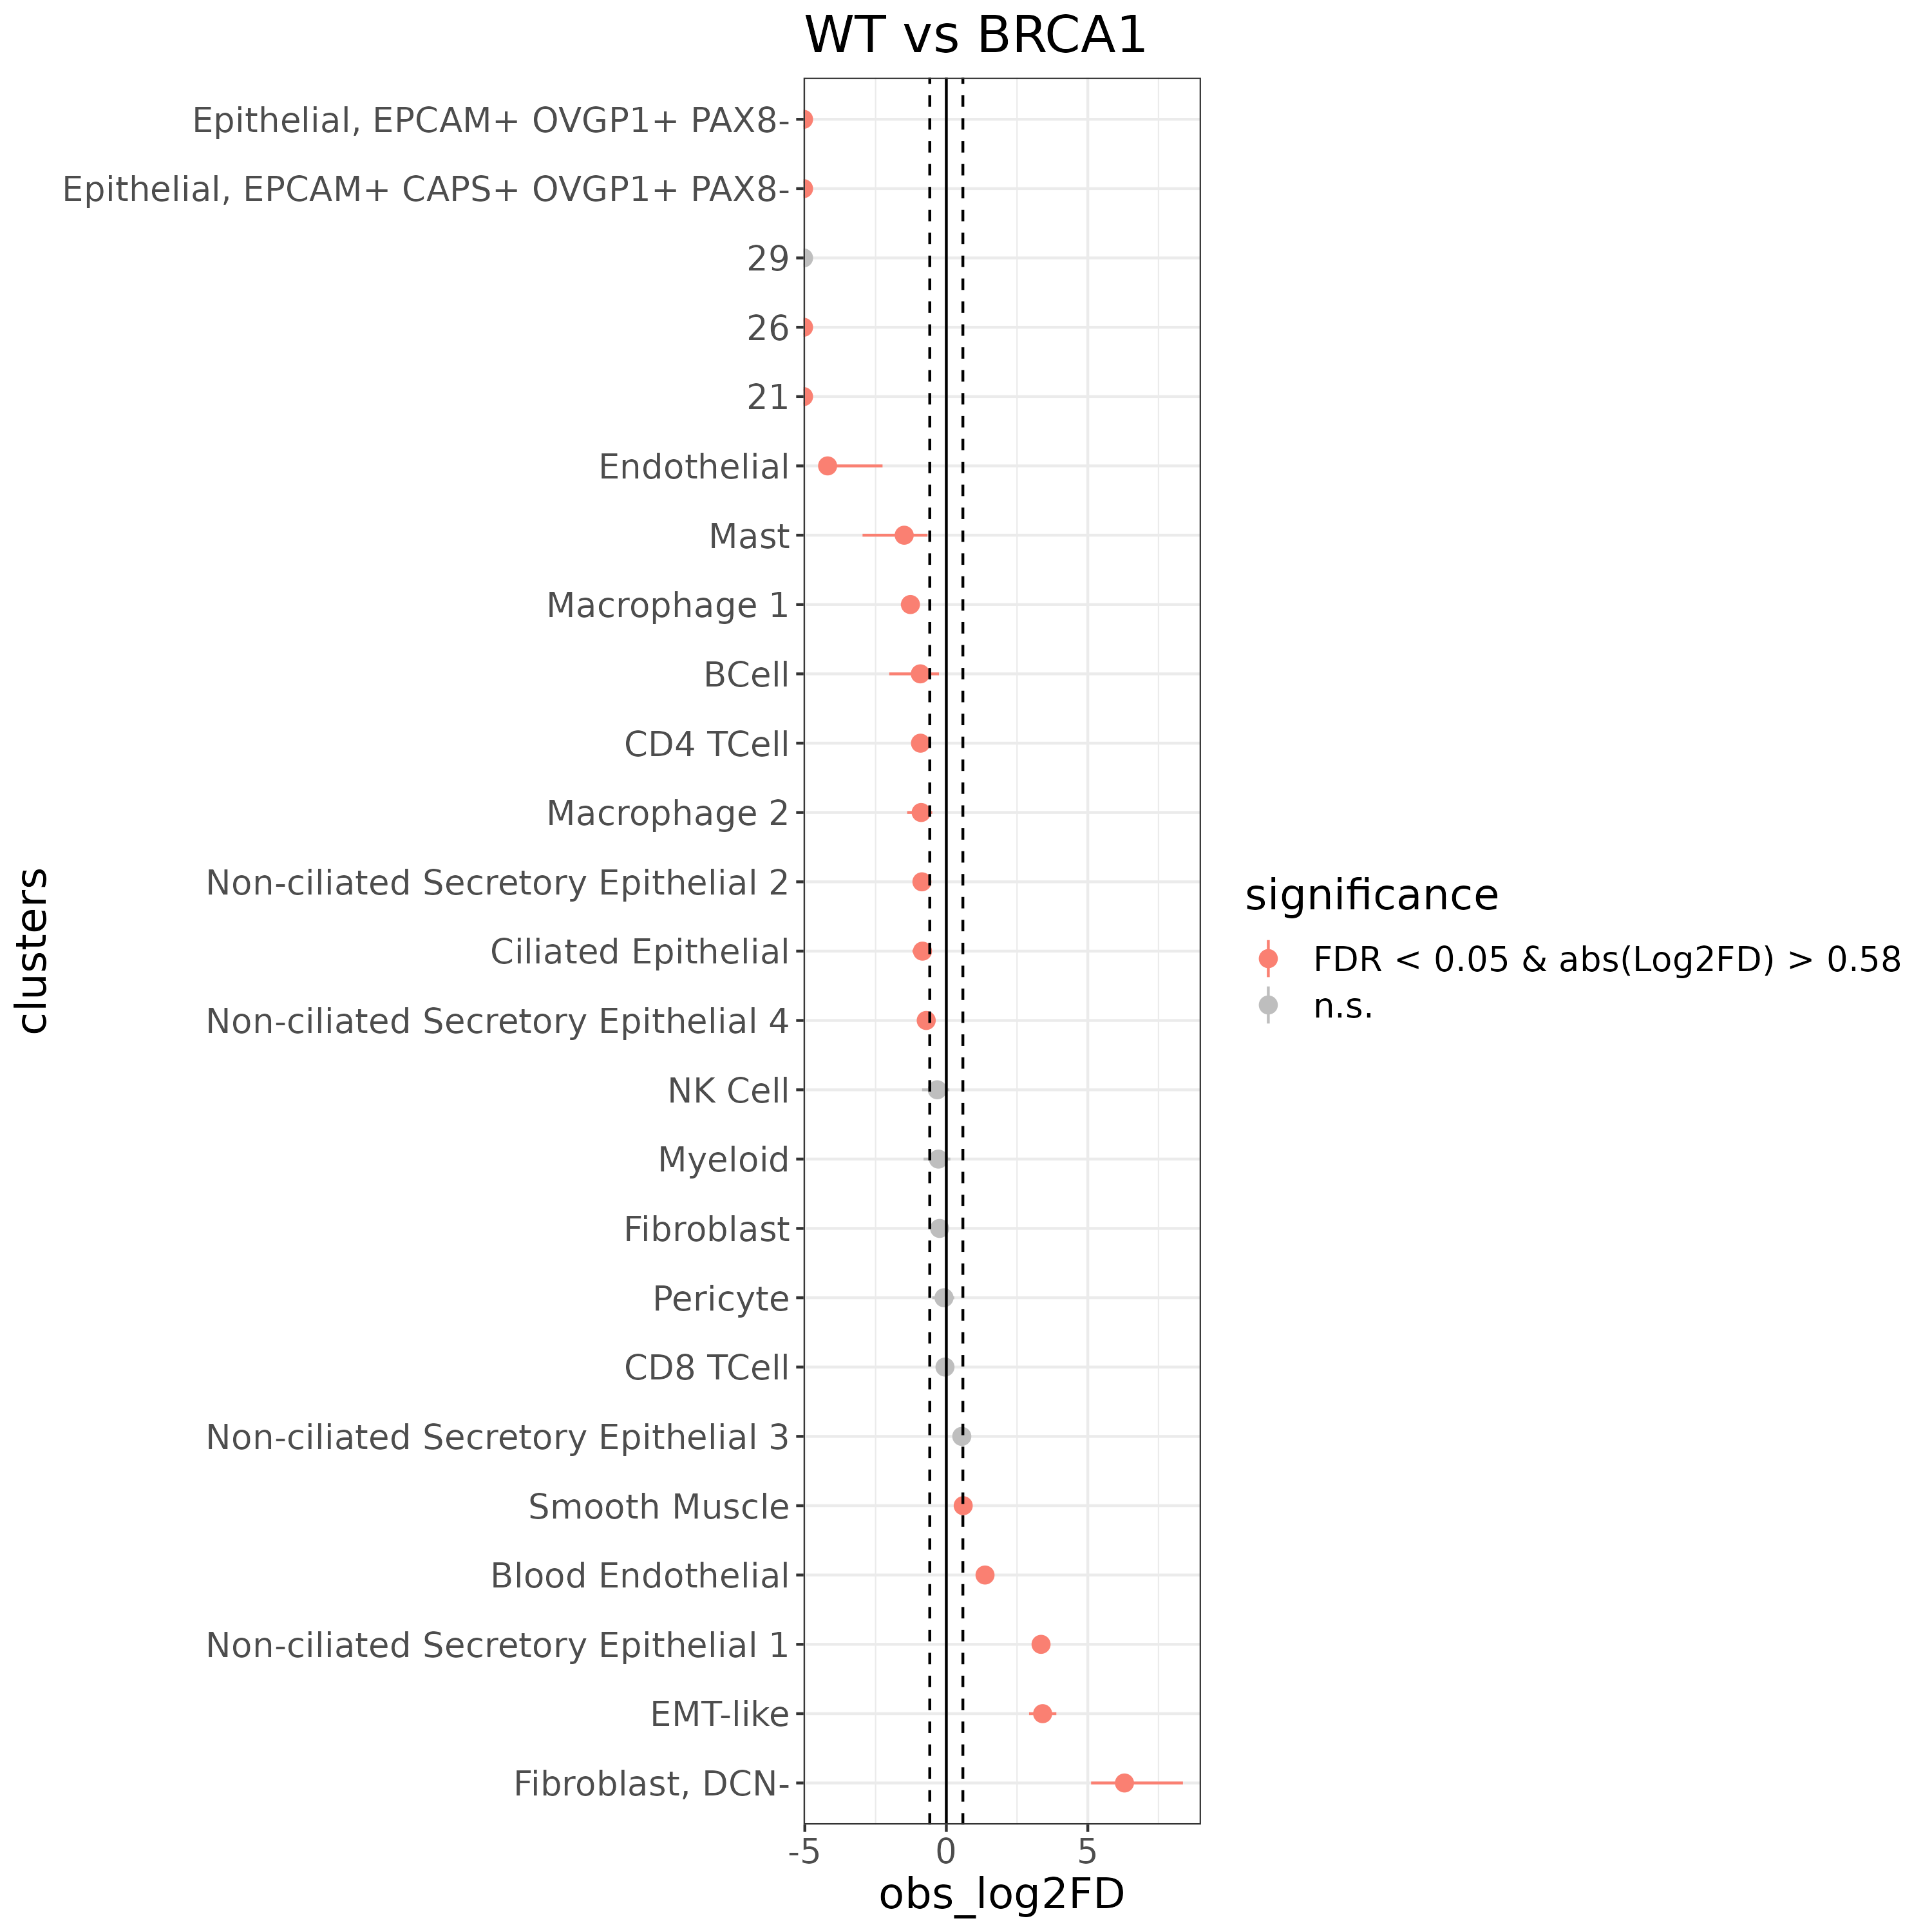 WT vs BRCA1
Epithelial, EPCAM+ OVGP1+ PAX8-
Epithelial, EPCAM+ CAPS+ OVGP1+ PAX8-
29
26
21
Endothelial
Mast
Macrophage 1
BCell
CD4 TCell
Macrophage 2
Non-ciliated Secretory Epithelial 2
Ciliated Epithelial
Non-ciliated Secretory Epithelial 4
NK Cell
Myeloid
Fibroblast
Pericyte
CD8 TCell
Non-ciliated Secretory Epithelial 3
Smooth Muscle
Blood Endothelial
Non-ciliated Secretory Epithelial 1
EMT-like
Fibroblast, DCN-
clusters
-5 0 5
obs_log2FD
significance
FDR < 0.05 & abs(Log2FD) > 0.58
n.s.